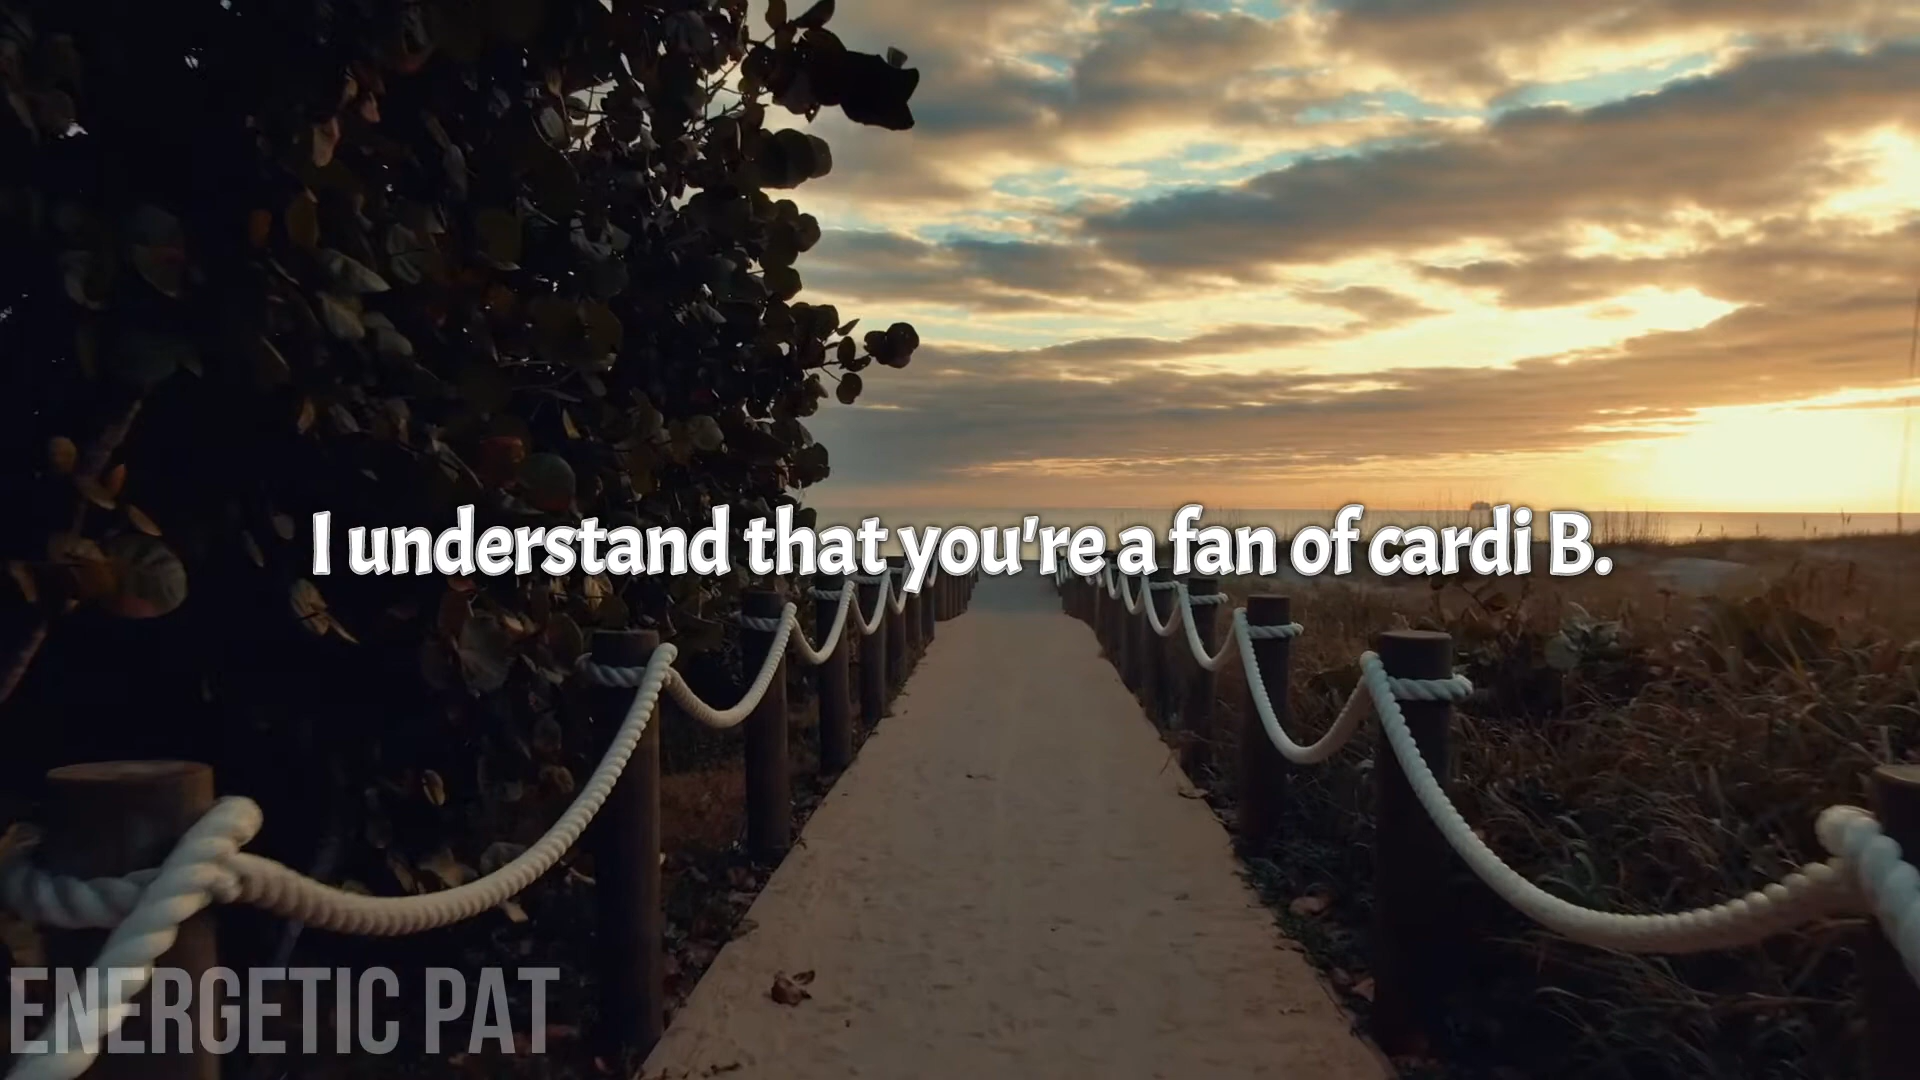 I understand that you're a fan of cardi B.
ENERGETIC PAT